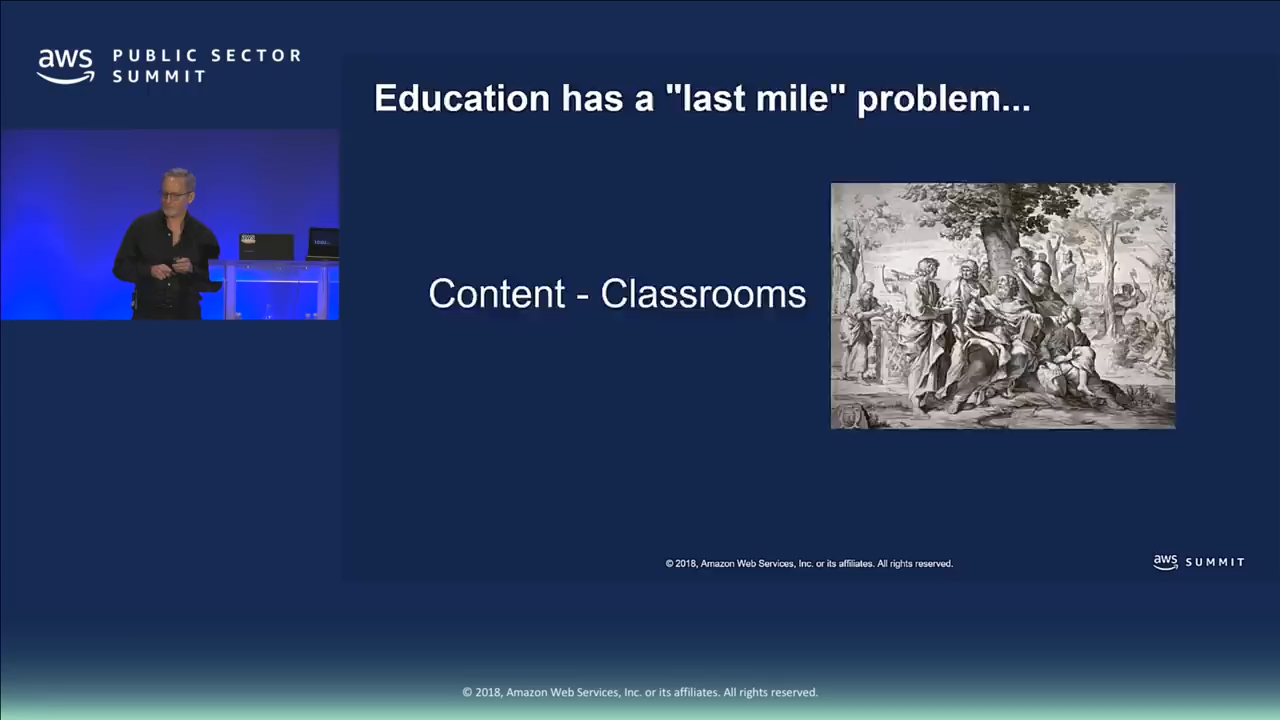 aws PUBLIC SECTOR
SUMMIT
Education has a "last mile" problem...
Content - Classrooms
© 2018, Amazon Web Services, Inc. or its affiliates. All rights reserved.
aws SUMMIT
© 2018, Amazon Web Services, Inc. or its affiliates. All rights reserved.